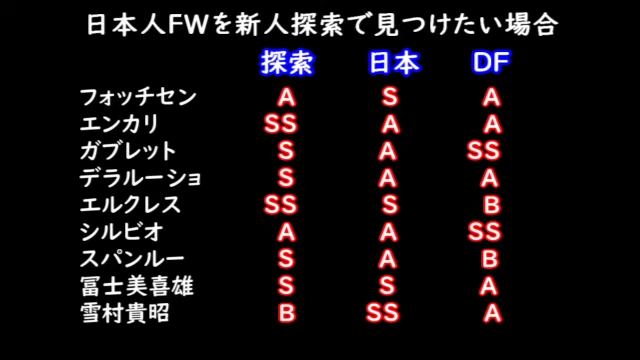 日本人FWを新人探索で見つけたい場合
探索 日本 DF
フォッチセン A S A
エンカリ SS A A
ガブレット S A SS
デラルーショ S A A
エルクレス SS S B
シルビオ A A SS
スパンルー S A B
冨士美喜雄 S S A
雪村貴昭 B SS A